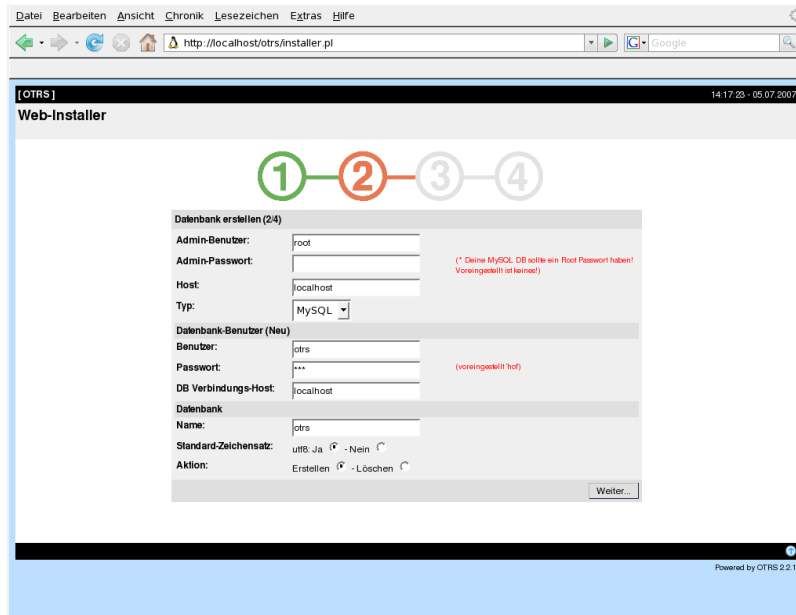 Datei Bearbeiten Ansicht Chronik Lesezeichen Extras Hilfe
http://localhost/otrs/installer.pl
G Google
[ OTRS ] 14:17:23 - 05.07.2007
Web-Installer
1 2 3 4
Datenbank erstellen (2/4)
Admin-Benutzer: root
Admin-Passwort: (* Deine MySQL DB sollte ein Root Passwort haben!
Voreingestellt ist keines!)
Host: localhost
Typ: MySQL
Datenbank-Benutzer (Neu)
Benutzer: otrs
Passwort: *** (voreingestellt 'hot')
DB Verbindungs-Host: localhost
Datenbank
Name: otrs
Standard-Zeichensatz: utf8: Ja - Nein
Aktion: Erstellen - Löschen
Weiter...
Powered by OTRS 2.2.1